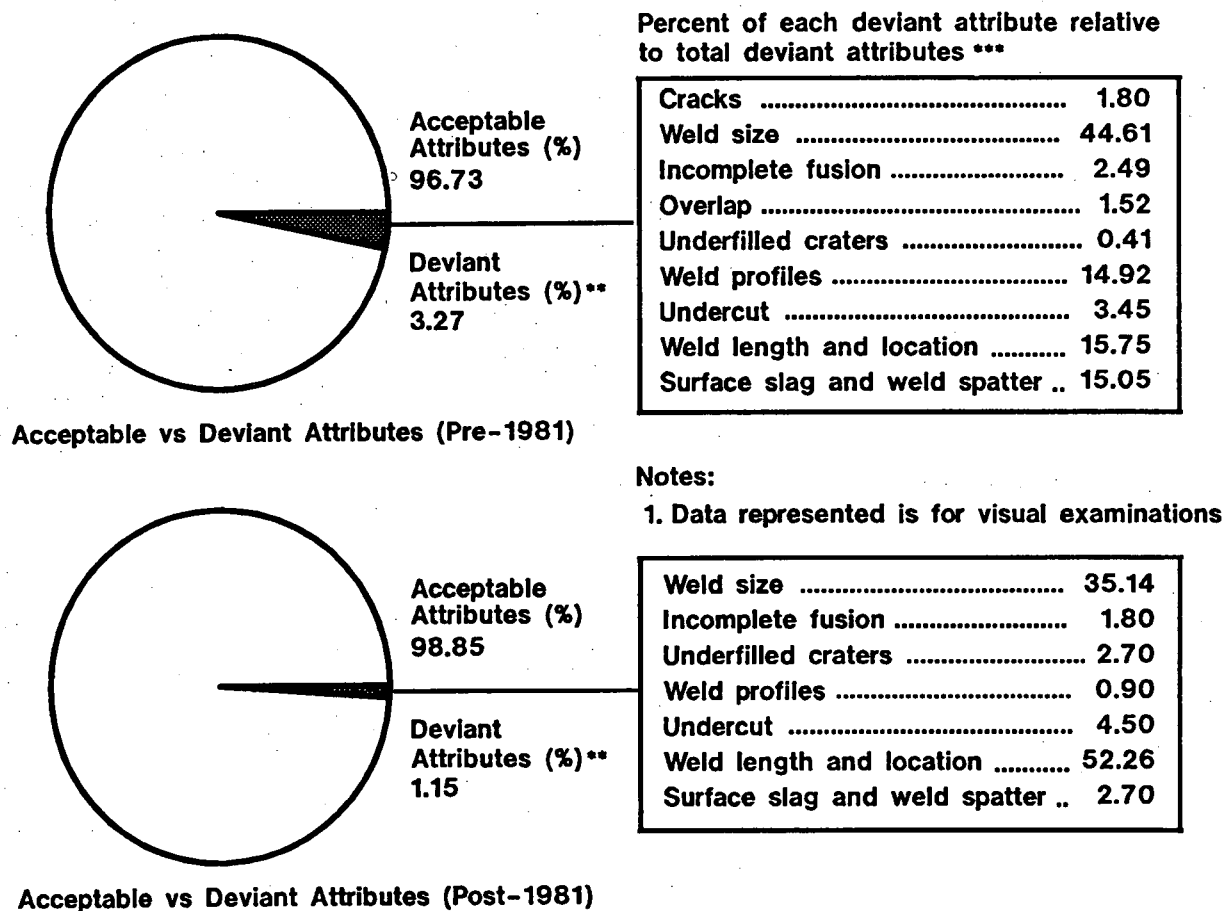 Percent of each deviant attribute relative
to total deviant attributes ***
Acceptable
Attributes (%)
96.73
Deviant
Attributes (%)**
3.27
Cracks ............................................. 1.80
Weld size ...................................... 44.61
Incomplete fusion ......................... 2.49
Overlap .............................................. 1.52
Underfilled craters .......................... 0.41
Weld profiles .................................. 14.92
Undercut ......................................... 3.45
Weld length and location ........... 15.75
Surface slag and weld spatter .. 15.05
Acceptable vs Deviant Attributes (Pre-1981)
Notes:
1. Data represented is for visual examinations
Acceptable
Attributes (%)
98.85
Deviant
Attributes (%)**
1.15
Weld size ...................................... 35.14
Incomplete fusion ......................... 1.80
Underfilled craters .......................... 2.70
Weld profiles .................................. 0.90
Undercut ......................................... 4.50
Weld length and location ........... 52.26
Surface slag and weld spatter .. 2.70
Acceptable vs Deviant Attributes (Post-1981)